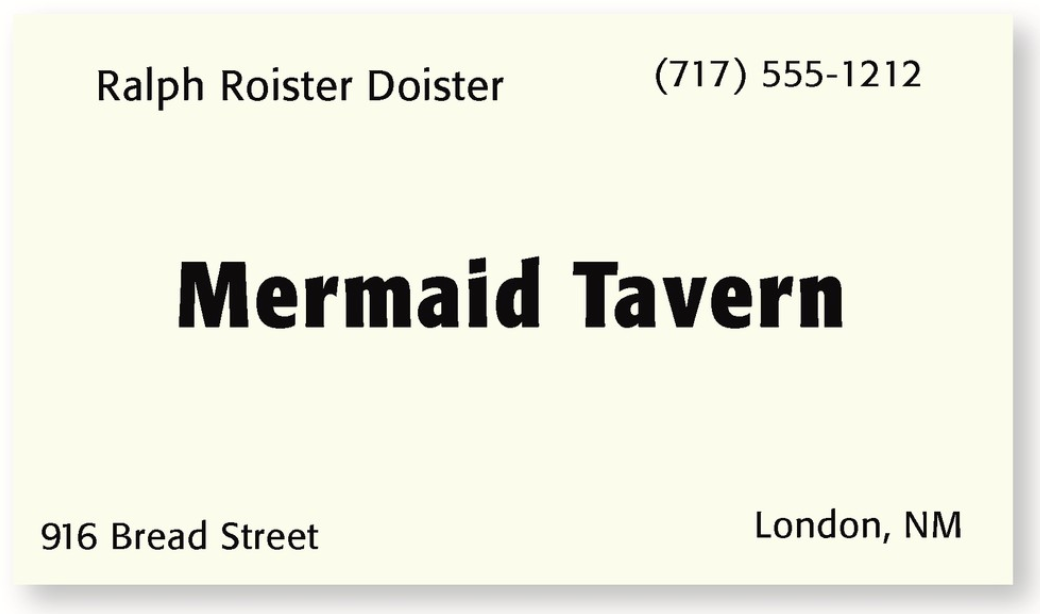 Ralph Roister Doister
(717) 555-1212
Mermaid Tavern
916 Bread Street
London, NM